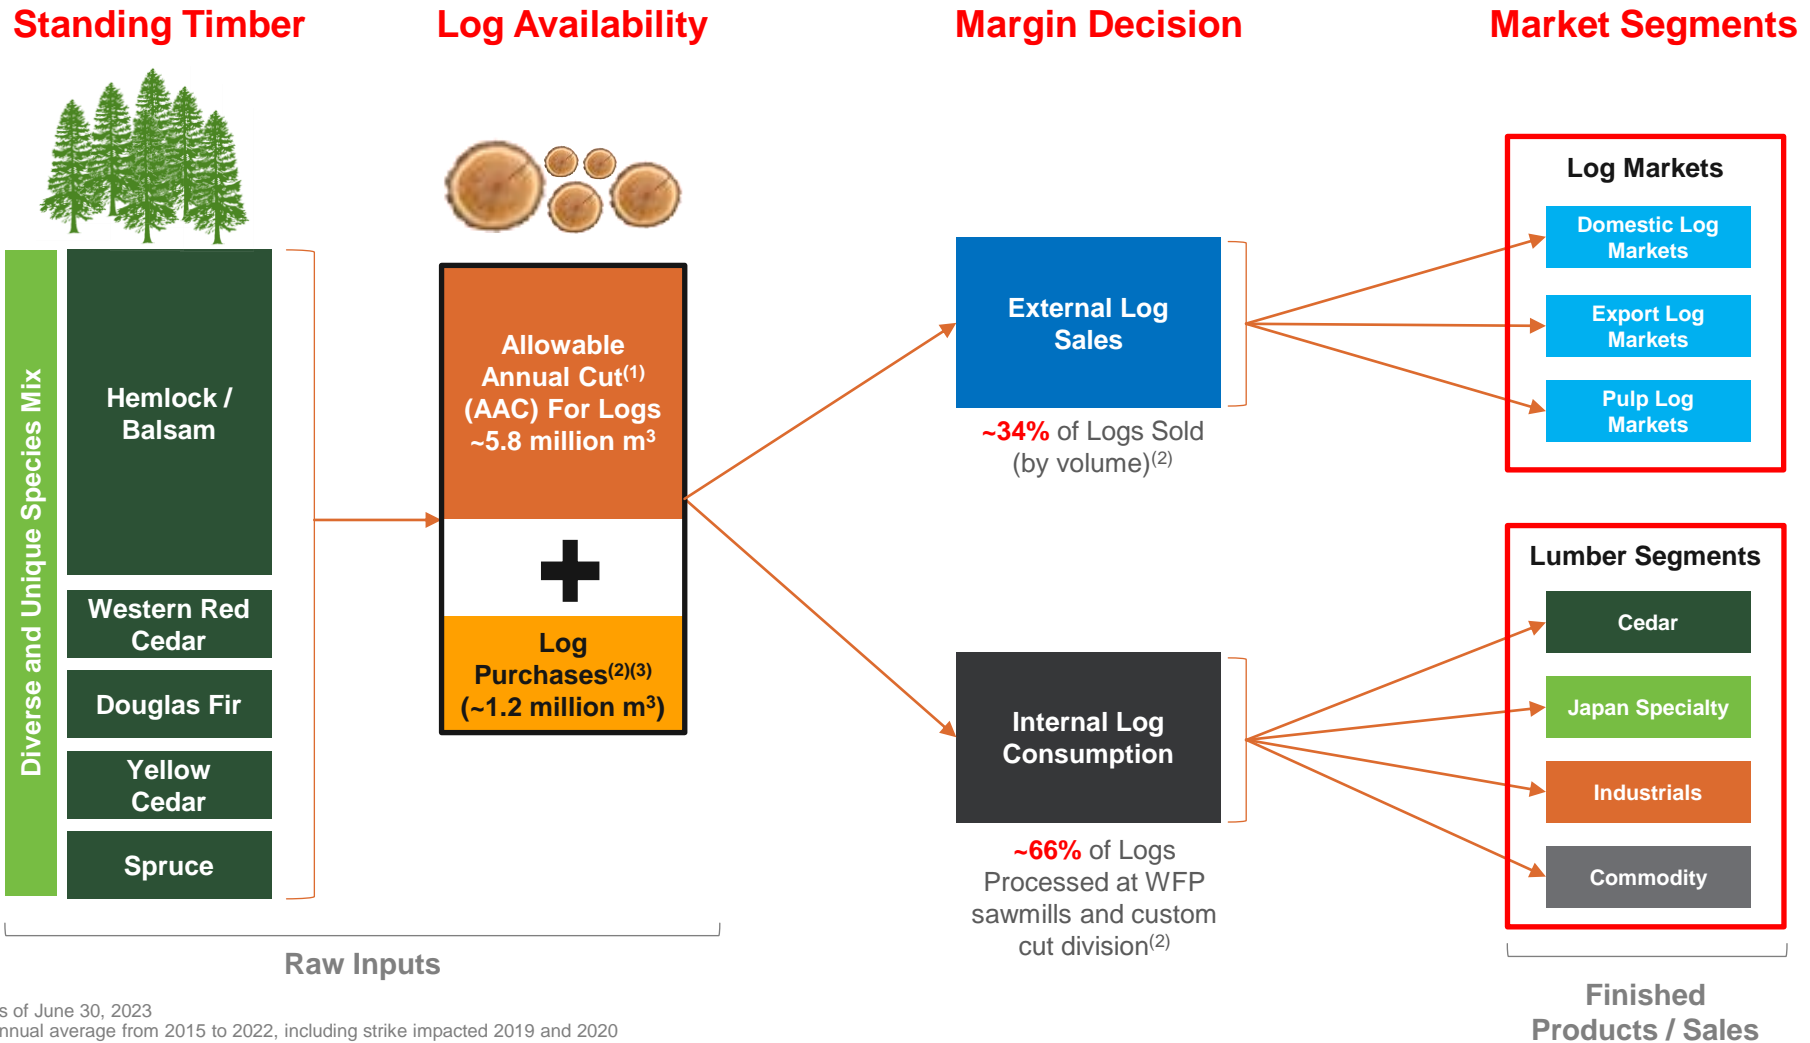 Standing Timber
Log Availability
Margin Decision
Market Segments
Diverse and Unique Species Mix
Hemlock /
Balsam
Western Red
Cedar
Douglas Fir
Yellow
Cedar
Spruce
Raw Inputs
Allowable
Annual Cut(1)
(AAC) For Logs
~5.8 million m³
Log
Purchases(2)(3)
(~1.2 million m³)
External Log
Sales
~34% of Logs Sold
(by volume)(2)
Internal Log
Consumption
~66% of Logs
Processed at WFP
sawmills and custom
cut division(2)
Log Markets
Domestic Log
Markets
Export Log
Markets
Pulp Log
Markets
Lumber Segments
Cedar
Japan Specialty
Industrials
Commodity
Finished
Products / Sales
s of June 30, 2023
nnual average from 2015 to 2022, including strike impacted 2019 and 2020